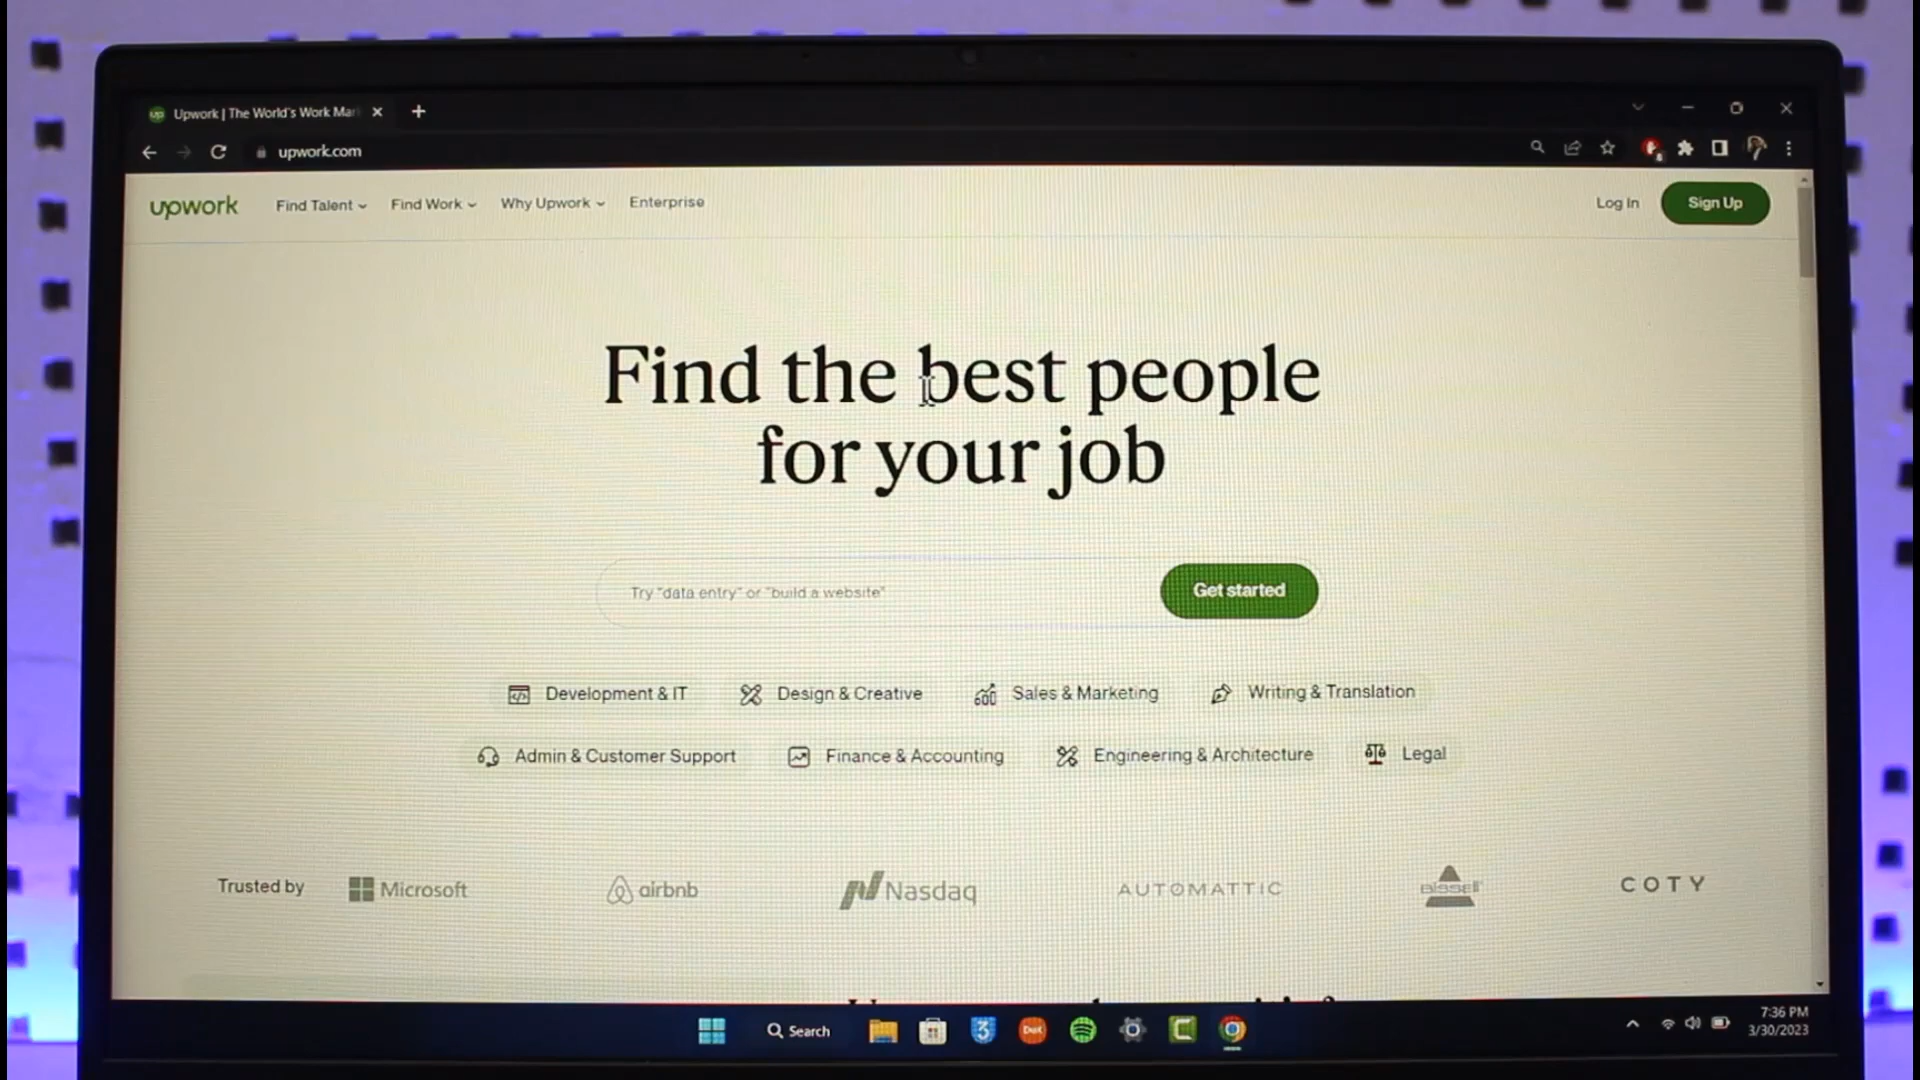 Upwork | The World's Work Mar
upwork.com
upwork Find Talent Find Work Why Upwork Enterprise Log In Sign Up
Find the best people
for your job
Try "data entry" or "build a website" Get started
Development & IT Design & Creative Sales & Marketing Writing & Translation
Admin & Customer Support Finance & Accounting Engineering & Architecture Legal
Trusted by Microsoft airbnb Nasdaq AUTOMATTIC BISSELL COTY
Search
7:36 PM
3/30/2023